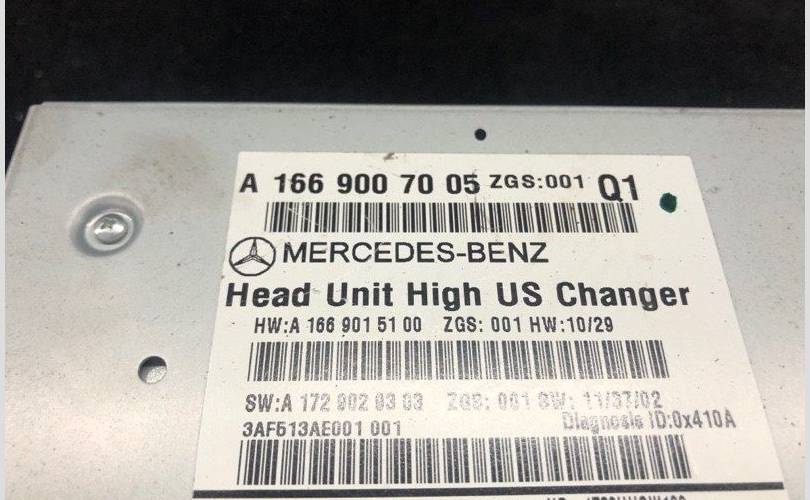 A 166 900 70 05 ZGS:001 Q1
MERCEDES-BENZ
Head Unit High US Changer
HW:A 166 901 51 00 ZGS: 001 HW:10/29
SW:A 172 902 03 03 ZGS: 001 SW: 11/37/02
3AF513AE001 001 Diagnosis ID:0x410A